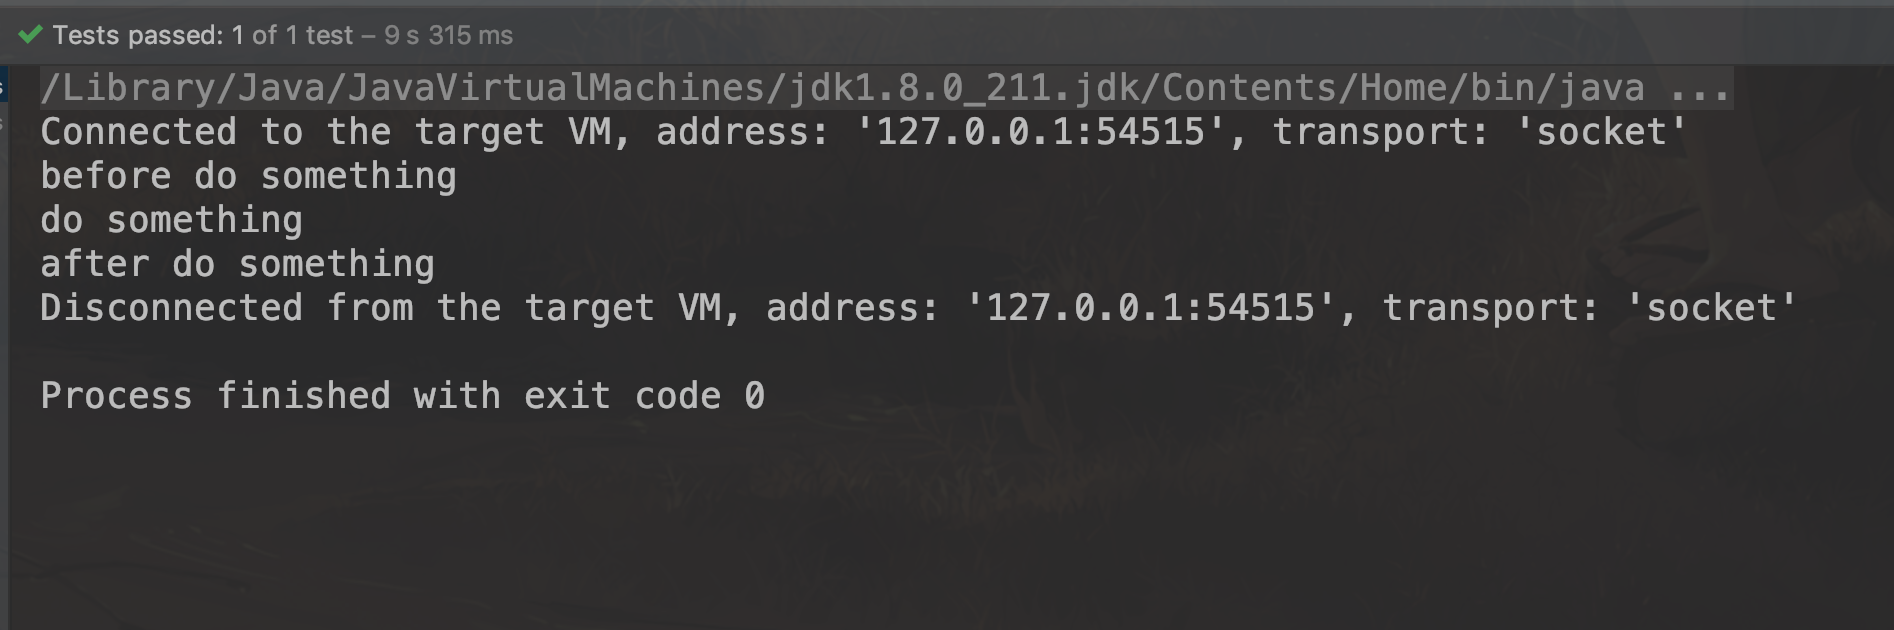 Tests passed: 1 of 1 test – 9 s 315 ms
/Library/Java/JavaVirtualMachines/jdk1.8.0_211.jdk/Contents/Home/bin/java ...
Connected to the target VM, address: '127.0.0.1:54515', transport: 'socket'
before do something
do something
after do something
Disconnected from the target VM, address: '127.0.0.1:54515', transport: 'socket'
Process finished with exit code 0